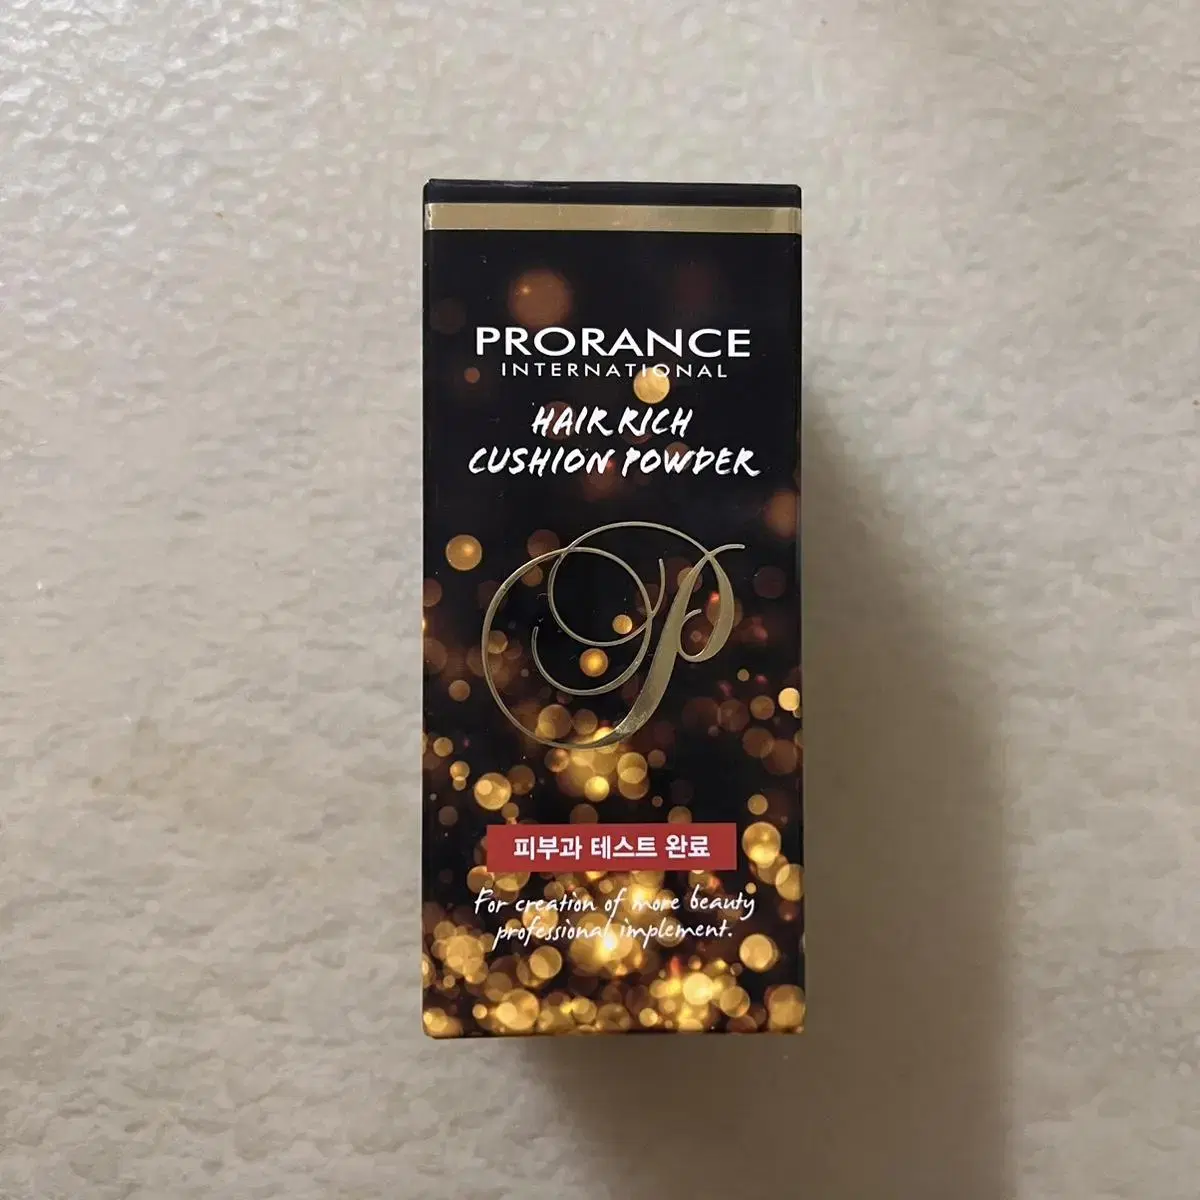 PRORANCE
INTERNATIONAL
HAIR RICH
CUSHION POWDER
P
피부과 테스트 완료
For creation of more beauty
professional implement.